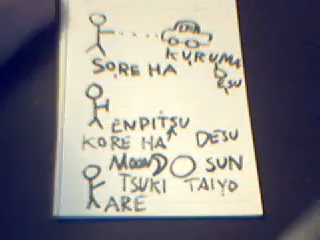 KURUMA
SORE HA DESU
ENPITSU
KORE HA DESU
MOON SUN
TSUKI TAIYO
ARE